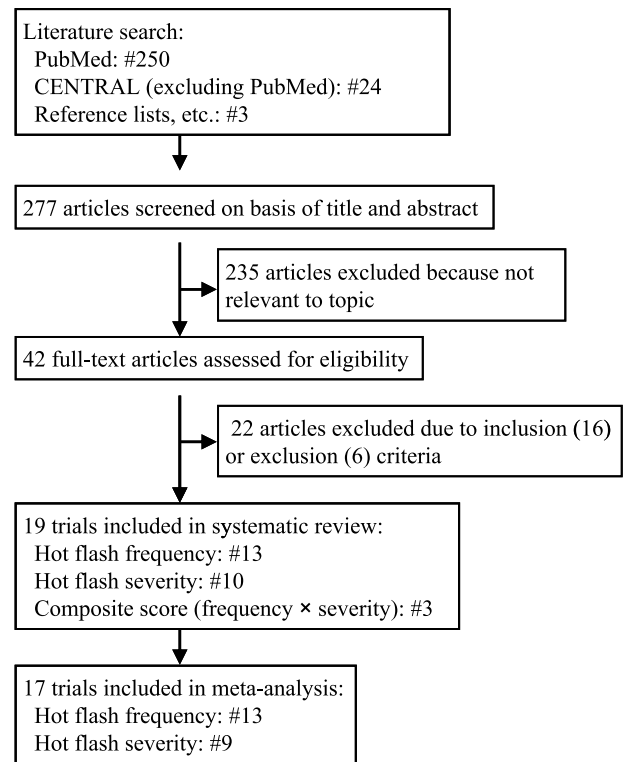 Literature search:
PubMed: #250
CENTRAL (excluding PubMed): #24
Reference lists, etc.: #3
277 articles screened on basis of title and abstract
235 articles excluded because not
relevant to topic
42 full-text articles assessed for eligibility
22 articles excluded due to inclusion (16)
or exclusion (6) criteria
19 trials included in systematic review:
Hot flash frequency: #13
Hot flash severity: #10
Composite score (frequency × severity): #3
17 trials included in meta-analysis:
Hot flash frequency: #13
Hot flash severity: #9